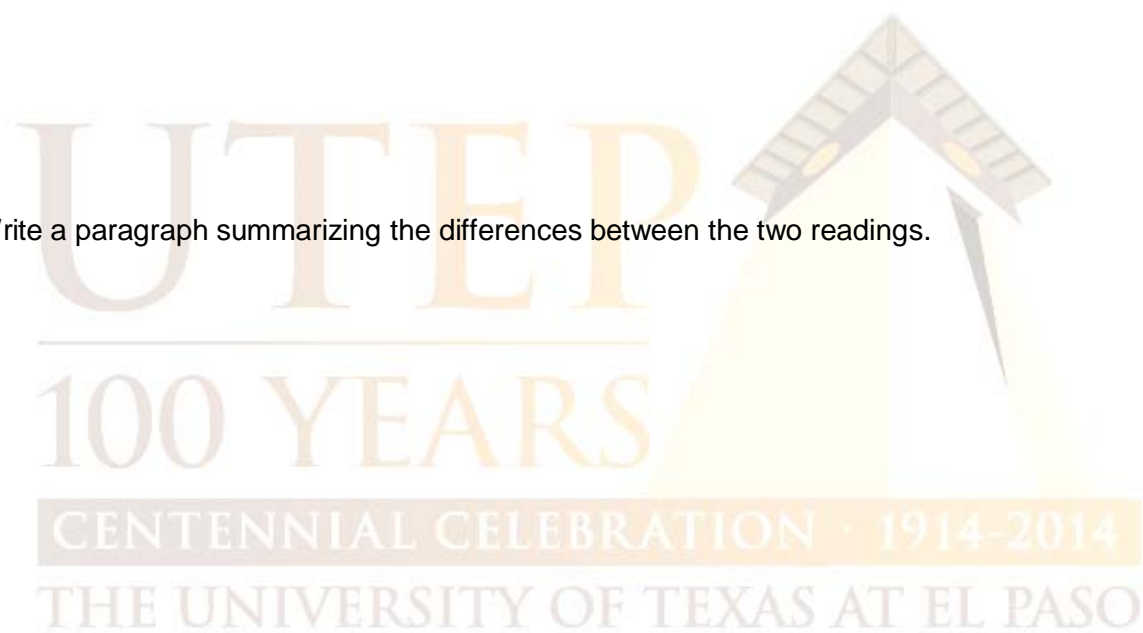 UTEP
rite a paragraph summarizing the differences between the two readings.
100 YEARS
CENTENNIAL CELEBRATION · 1914-2014
THE UNIVERSITY OF TEXAS AT EL PASO